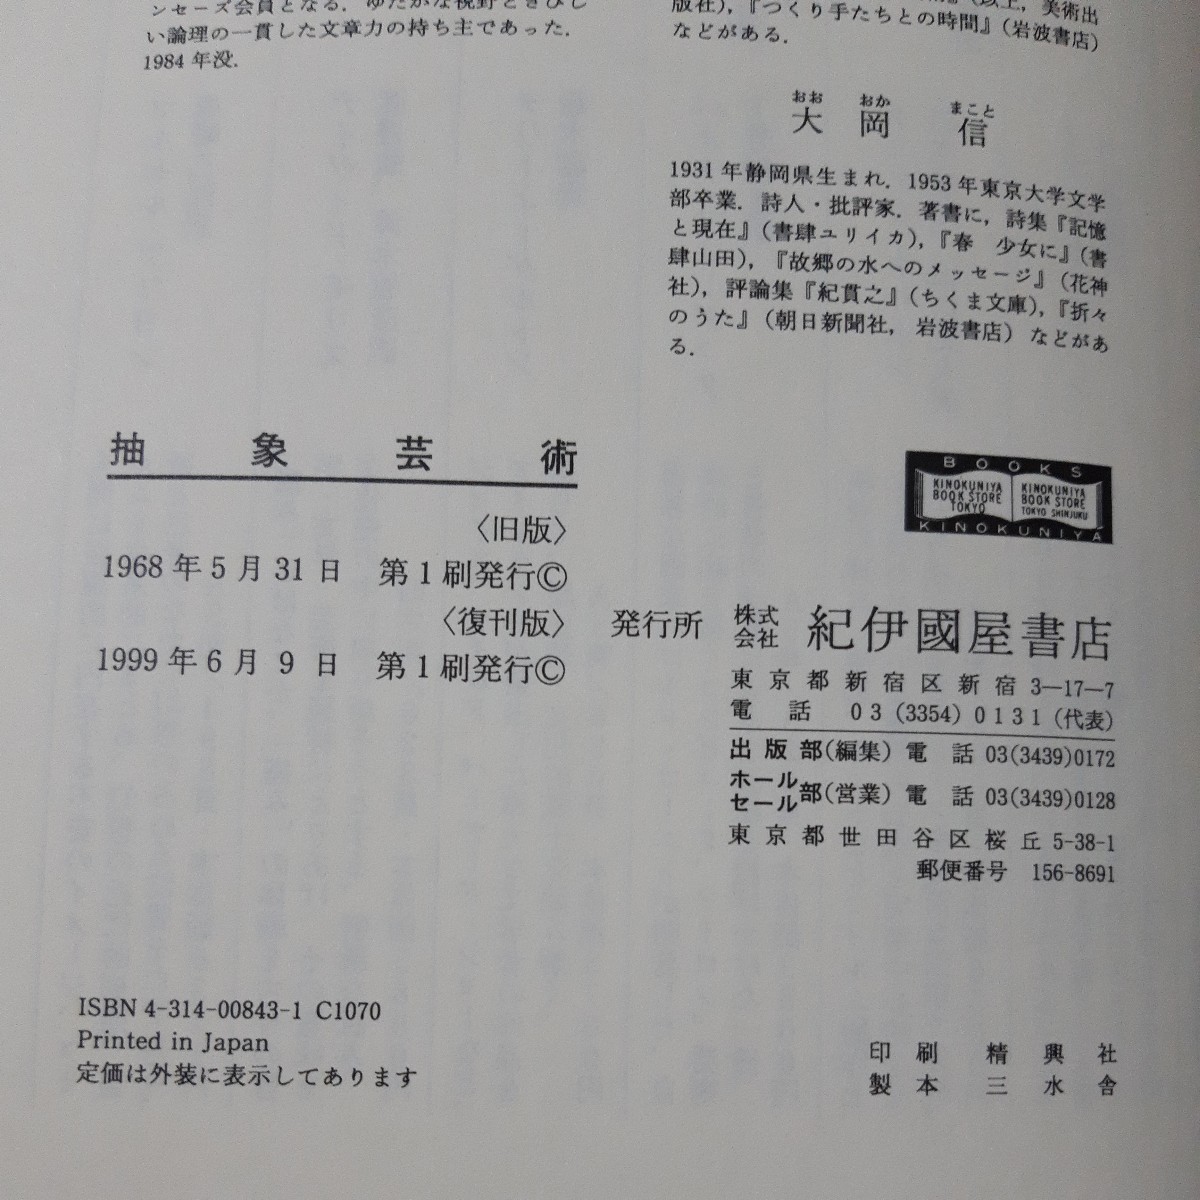 ンセーズ会員となる．ゆたかな視野ときびし
い論理の一貫した文章力の持ち主であった．
1984年没．
版社），『つくり手たちとの時間』（岩波書店）
などがある．
おお おか まこと
大岡 信
1931年静岡県生まれ．1953年東京大学文学
部卒業．詩人・批評家．著書に，詩集『記憶
と現在』（書肆ユリイカ），『春 少女に』（書
肆山田），『故郷の水へのメッセージ』（花神
社），評論集『紀貫之』（ちくま文庫），『折々
のうた』（朝日新聞社，岩波書店）などがあ
る．
抽象芸術
〈旧版〉
1968年5月31日 第1刷発行©
〈復刊版〉
1999年6月9日 第1刷発行©
BOOKS
KINOKUNIYA
BOOK STORE
TOKYO
KINOKUNIYA
BOOK STORE
TOKYO SHINJUKU
KINOKUNIYA
発行所 株式会社 紀伊國屋書店
東京都新宿区新宿3—17—7
電話 03(3354)0131(代表)
出版部(編集)電話 03(3439)0172
ホールセール部(営業)電話 03(3439)0128
東京都世田谷区桜丘5-38-1
郵便番号 156-8691
ISBN 4-314-00843-1 C1070
Printed in Japan
定価は外装に表示してあります
印刷 精興社
製本 三水舎